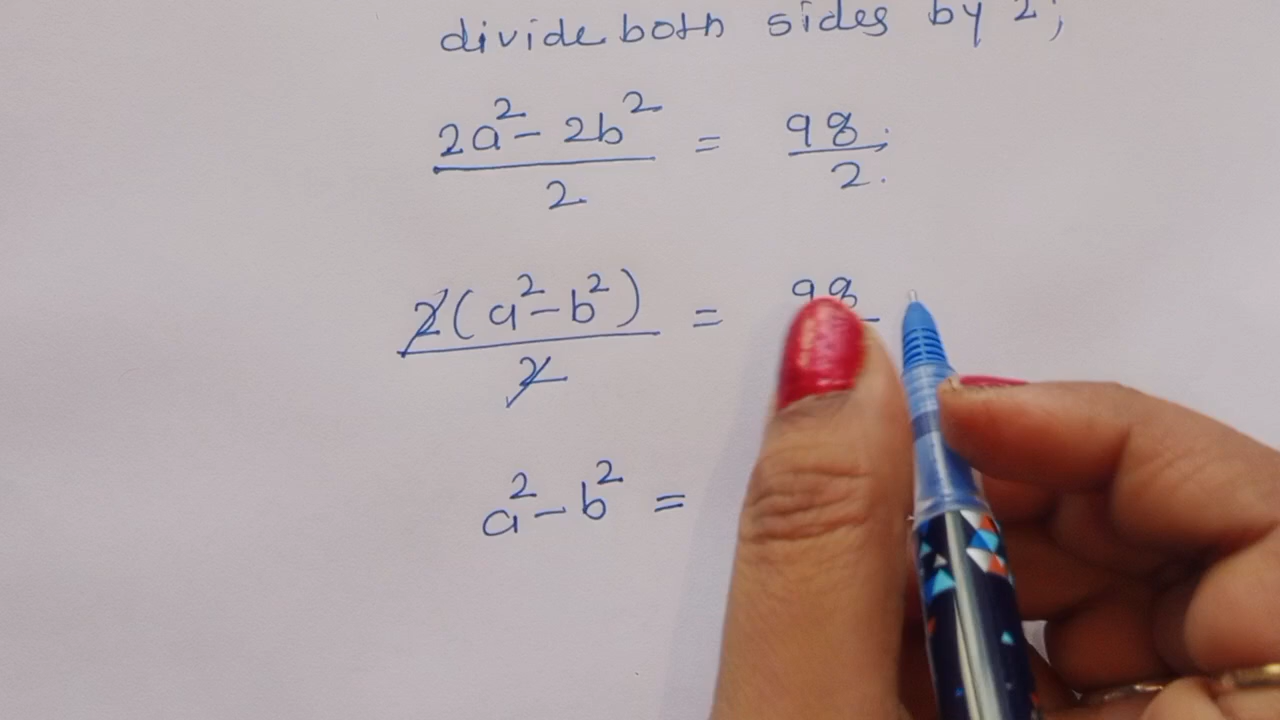 divide both sides by 2;
2a² - 2b² / 2 = 98; / 2.
2(a² - b²) / 2 = 98
a² - b² =